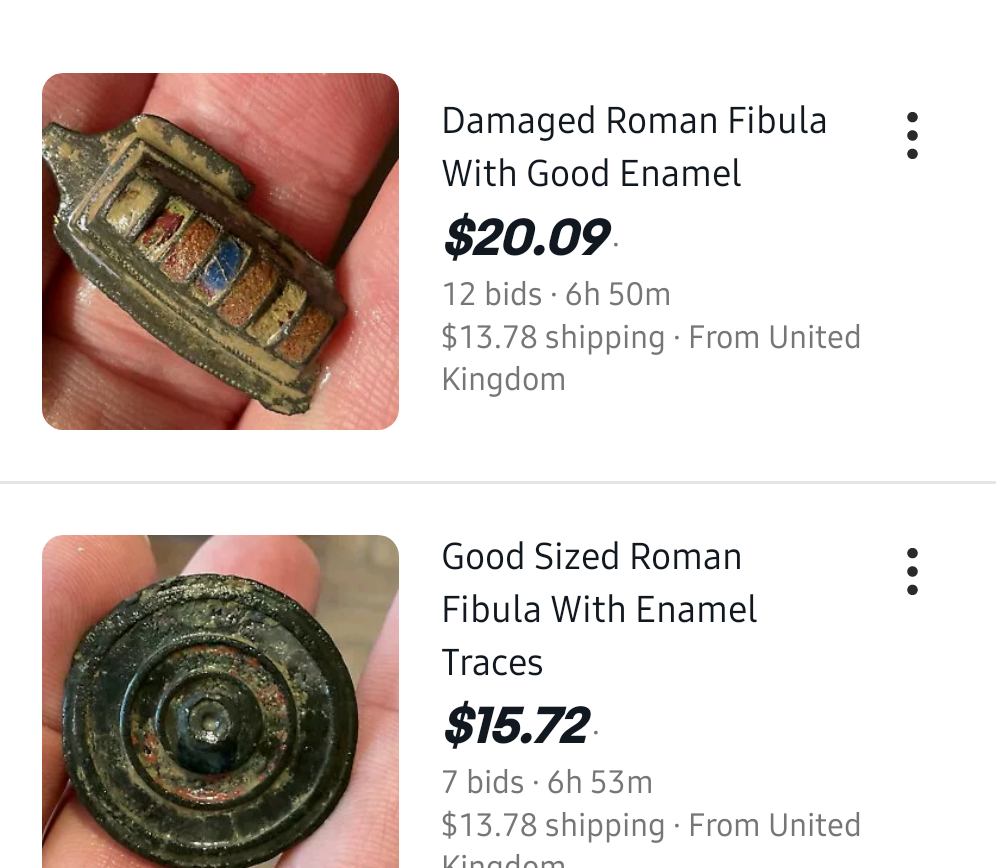 Damaged Roman Fibula
With Good Enamel
$20.09·
12 bids · 6h 50m
$13.78 shipping · From United
Kingdom
Good Sized Roman
Fibula With Enamel
Traces
$15.72·
7 bids · 6h 53m
$13.78 shipping · From United
Kingdom